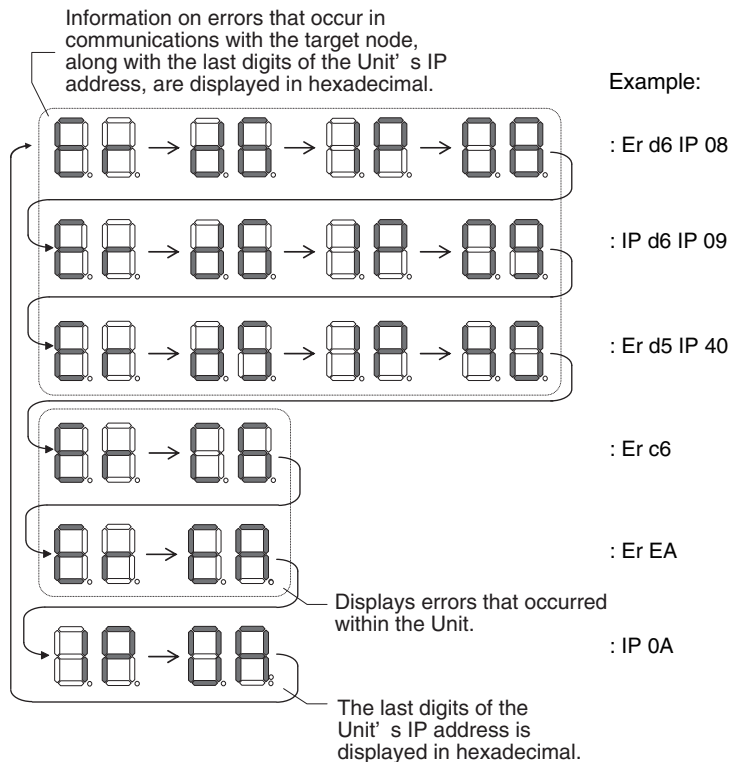 Information on errors that occur in
communications with the target node,
along with the last digits of the Unit’ s IP
address, are displayed in hexadecimal.
Example:
: Er d6 IP 08
: IP d6 IP 09
: Er d5 IP 40
: Er c6
: Er EA
Displays errors that occurred
within the Unit.
: IP 0A
The last digits of the
Unit’ s IP address is
displayed in hexadecimal.